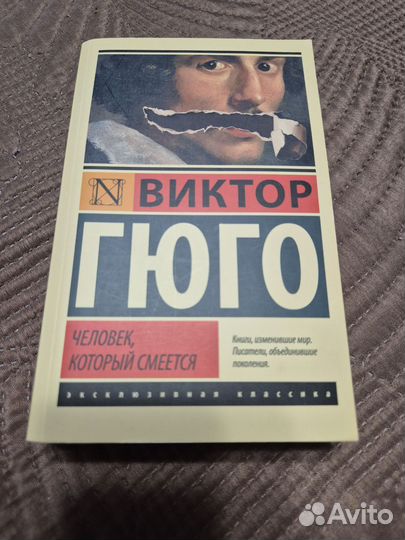 N
ВИКТОР
ГЮГО
ЧЕЛОВЕК,
КОТОРЫЙ СМЕЕТСЯ
Книги, изменившие мир.
Писатели, объединившие
поколения.
эксклюзивная классика
Avito